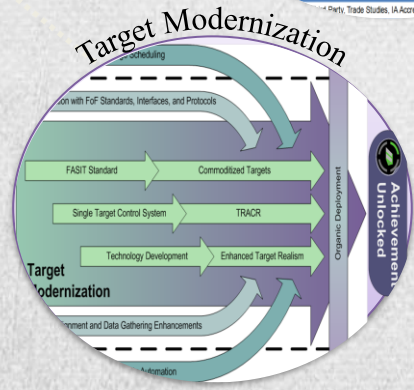 Party, Trade Studies, IA Accre
Target Modernization
Scheduling
with FoF Standards, Interfaces, and Protocols
FASIT Standard
Commoditized Targets
Single Target Control System
TRACR
Technology Development
Enhanced Target Realism
Target
Modernization
Organic Deployment
Achievement
Unlocked
and Data Gathering Enhancements
Automation